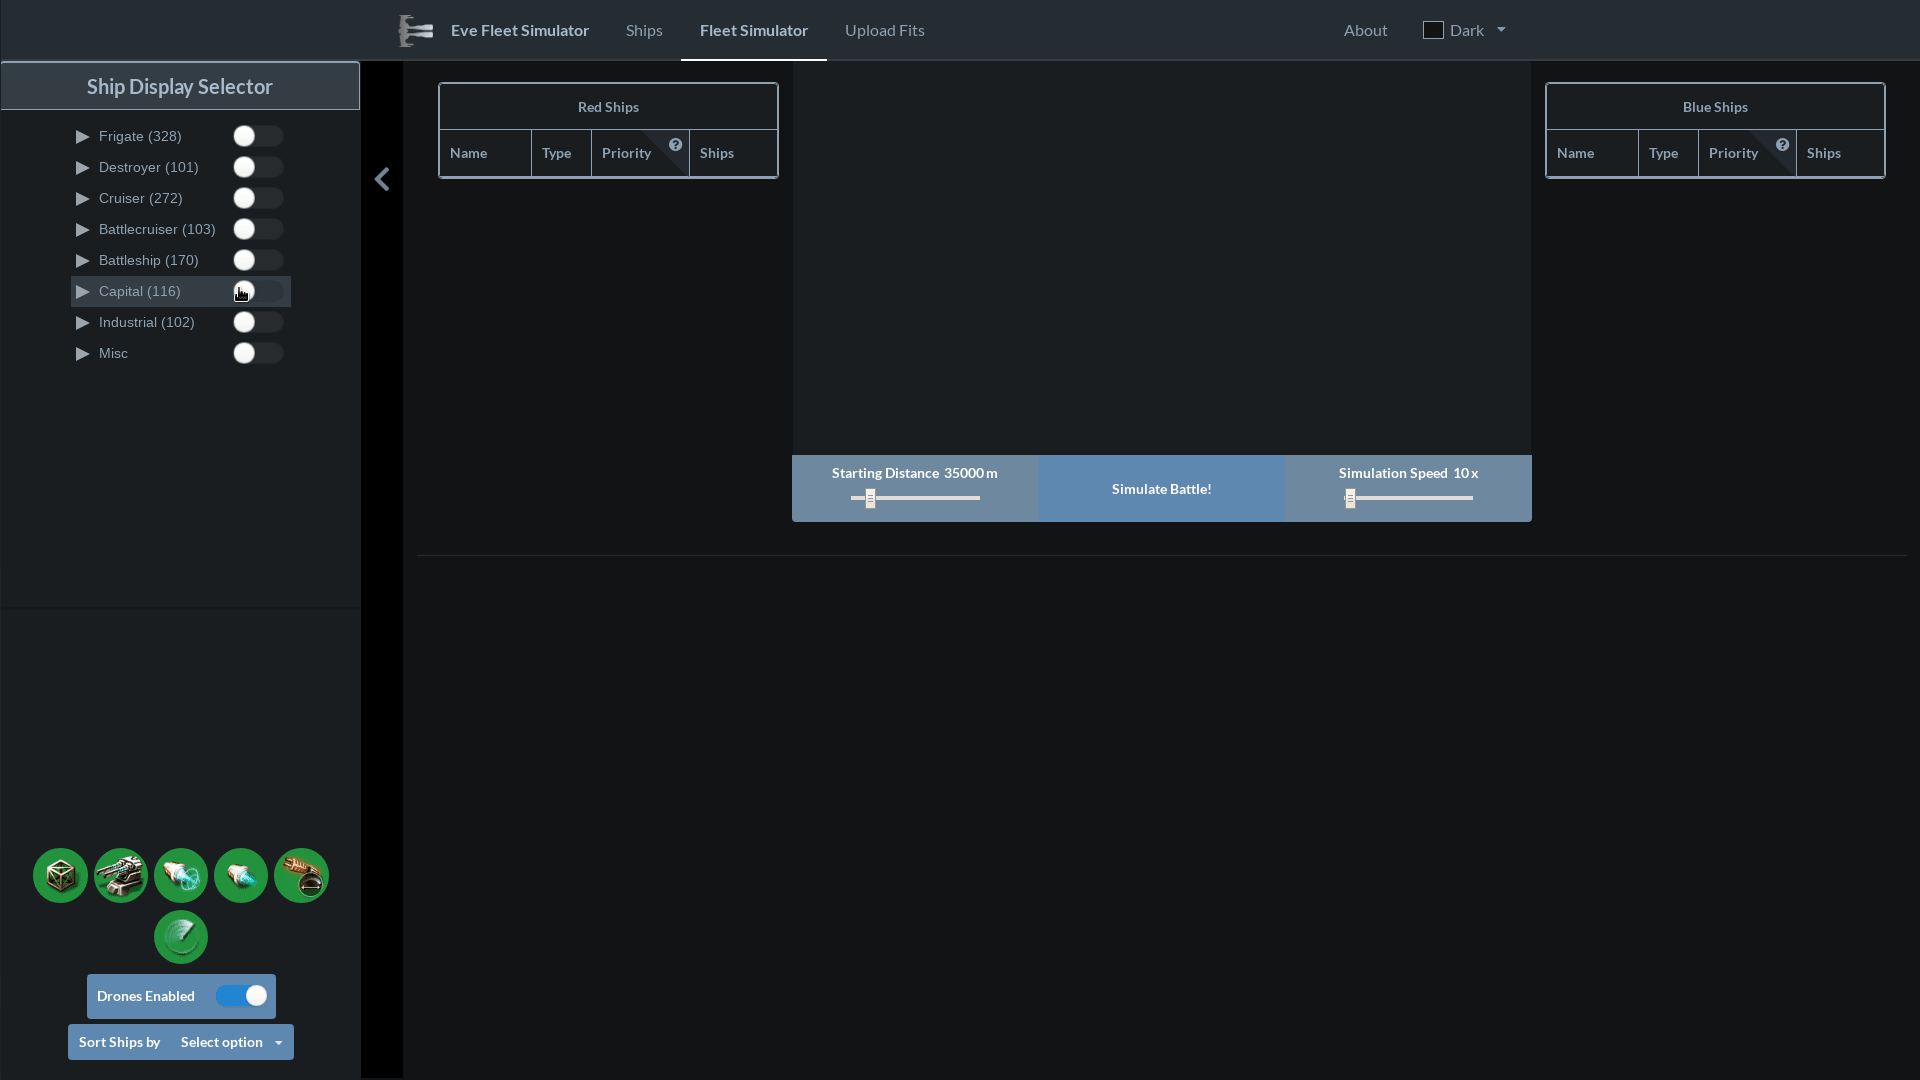 Eve Fleet Simulator
Ships
Fleet Simulator
Upload Fits
About
Dark
Ship Display Selector
Frigate (328)
Destroyer (101)
Cruiser (272)
Battlecruiser (103)
Battleship (170)
Capital (116)
Industrial (102)
Misc
Drones Enabled
Sort Ships by Select option
Red Ships
Name Type Priority ? Ships
Starting Distance 35000 m
Simulate Battle!
Simulation Speed 10 x
Blue Ships
Name Type Priority ? Ships